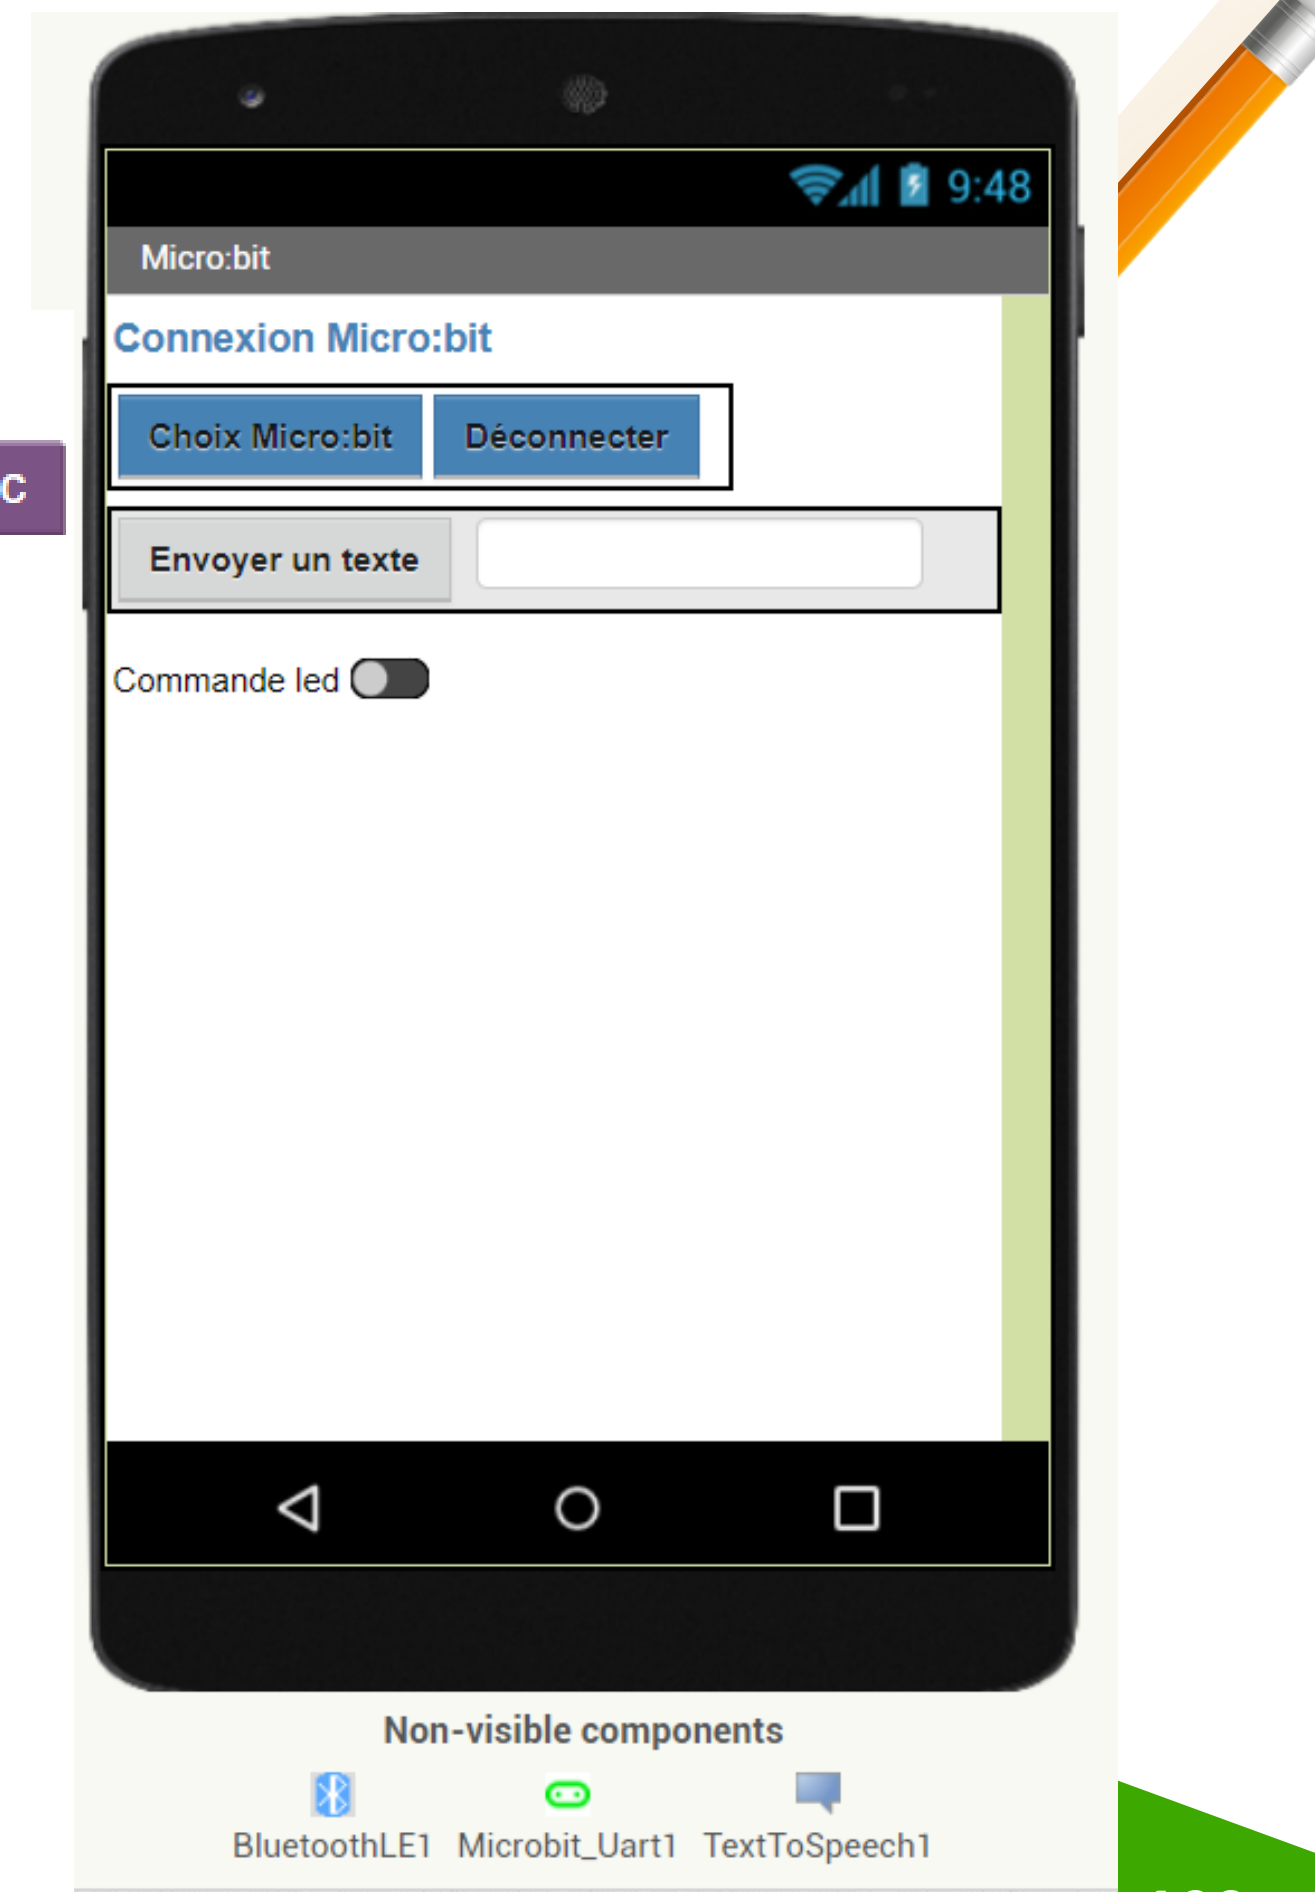 9:48
Micro:bit
Connexion Micro:bit
Choix Micro:bit Déconnecter
C
Envoyer un texte
Commande led
Non-visible components
BluetoothLE1 Microbit_Uart1 TextToSpeech1